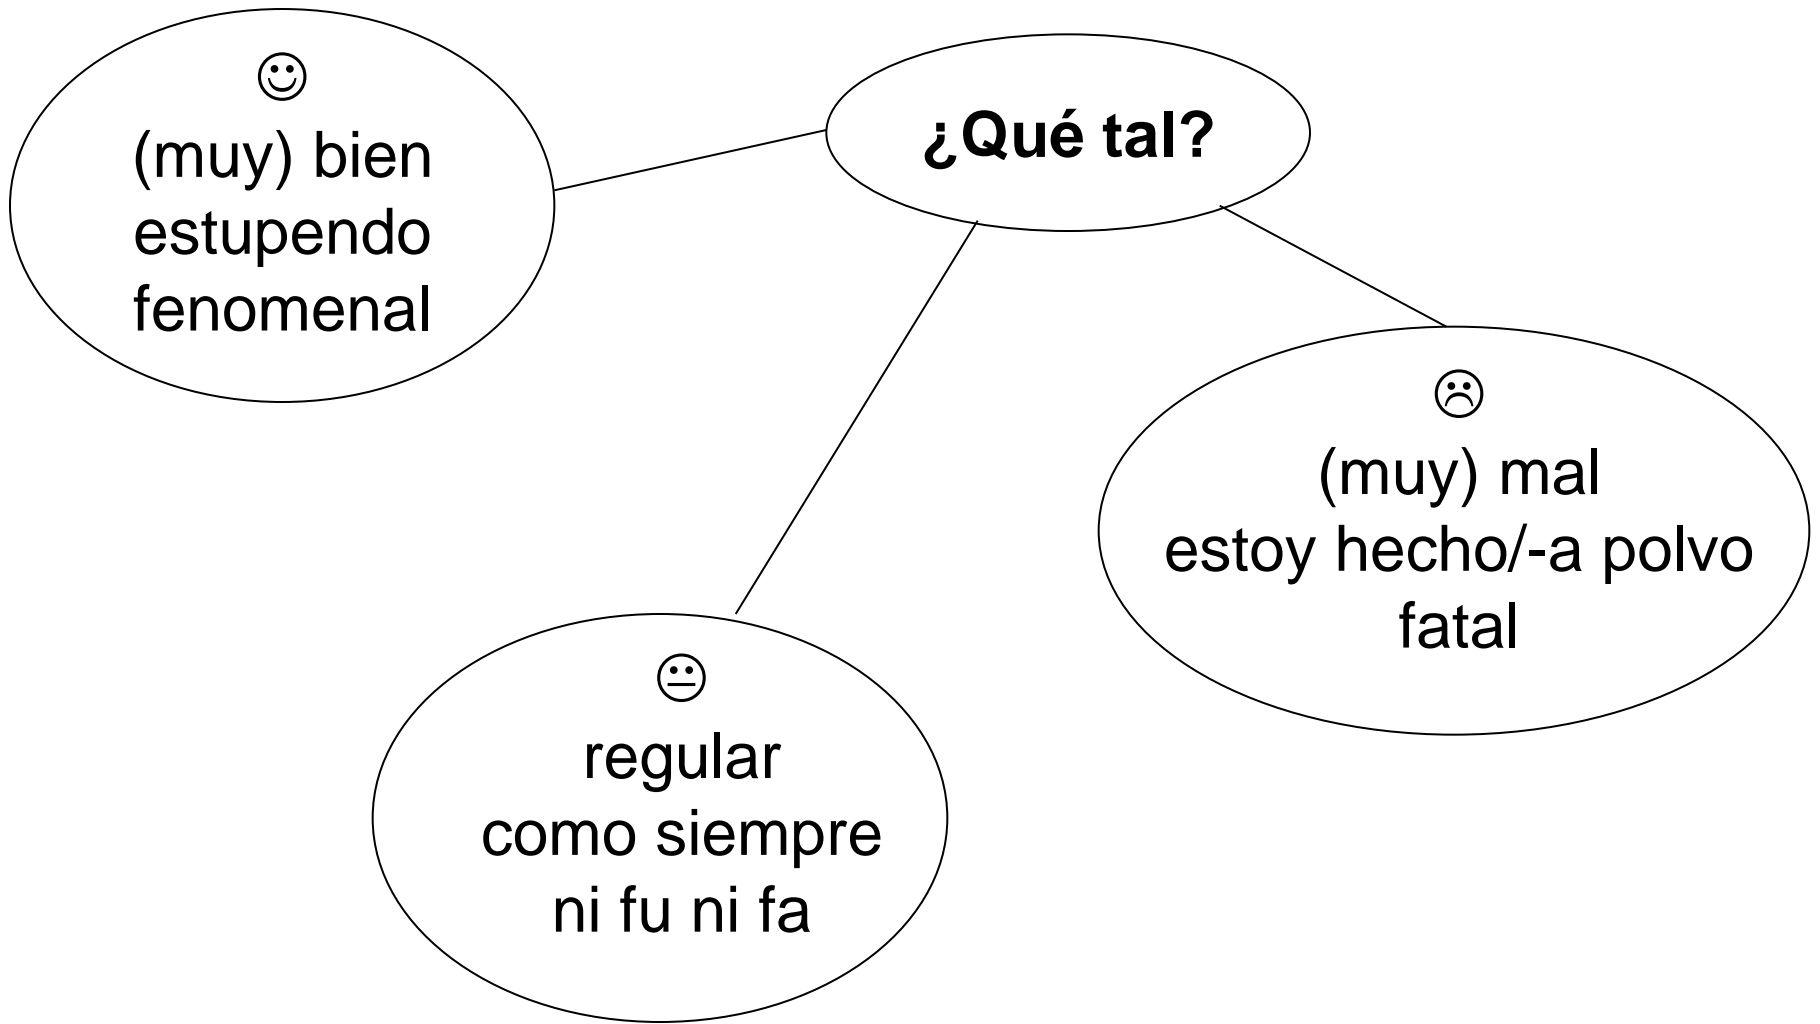 ¿Qué tal?
(muy) bien
estupendo
fenomenal
(muy) mal
estoy hecho/-a polvo
fatal
regular
como siempre
ni fu ni fa